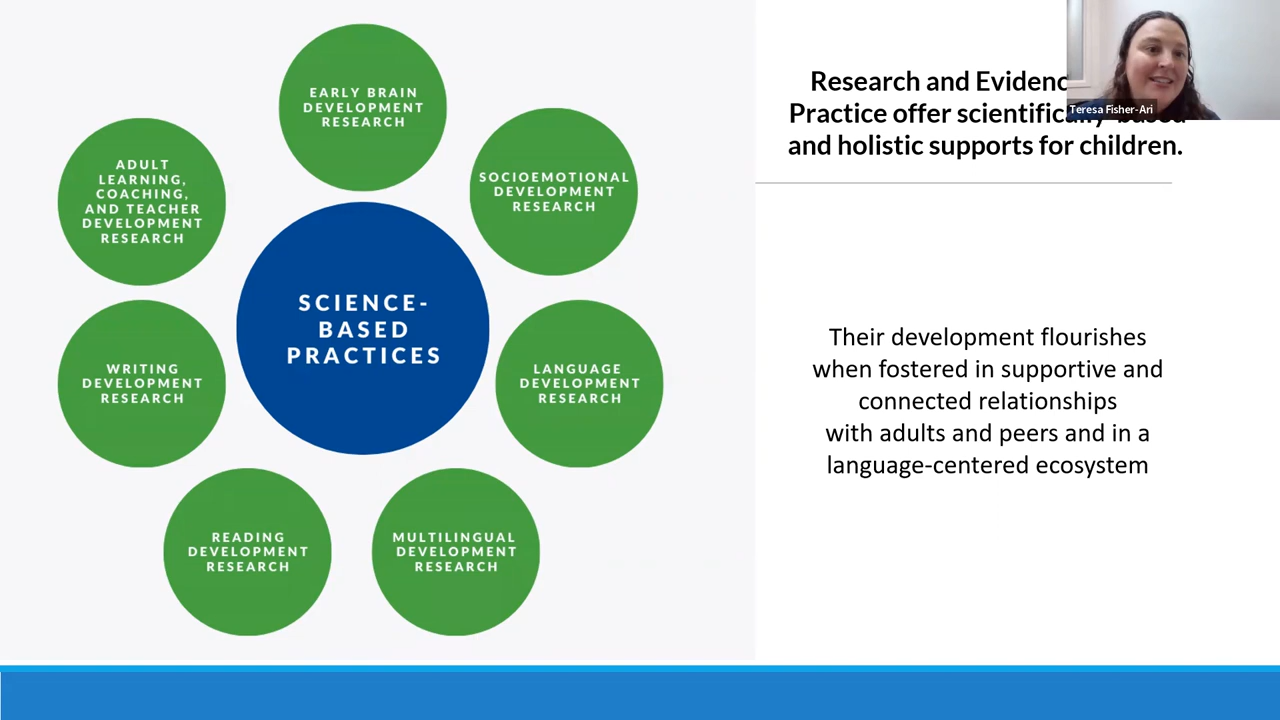 EARLY BRAIN
DEVELOPMENT
RESEARCH
SOCIOEMOTIONAL
DEVELOPMENT
RESEARCH
LANGUAGE
DEVELOPMENT
RESEARCH
MULTILINGUAL
DEVELOPMENT
RESEARCH
READING
DEVELOPMENT
RESEARCH
WRITING
DEVELOPMENT
RESEARCH
ADULT
LEARNING,
COACHING,
AND TEACHER
DEVELOPMENT
RESEARCH
SCIENCE-
BASED
PRACTICES
Research and
Practice offer
and holistic supports for children.
Teresa Fisher-Ari
Their development flourishes
when fostered in supportive and
connected relationships
with adults and peers and in a
language-centered ecosystem